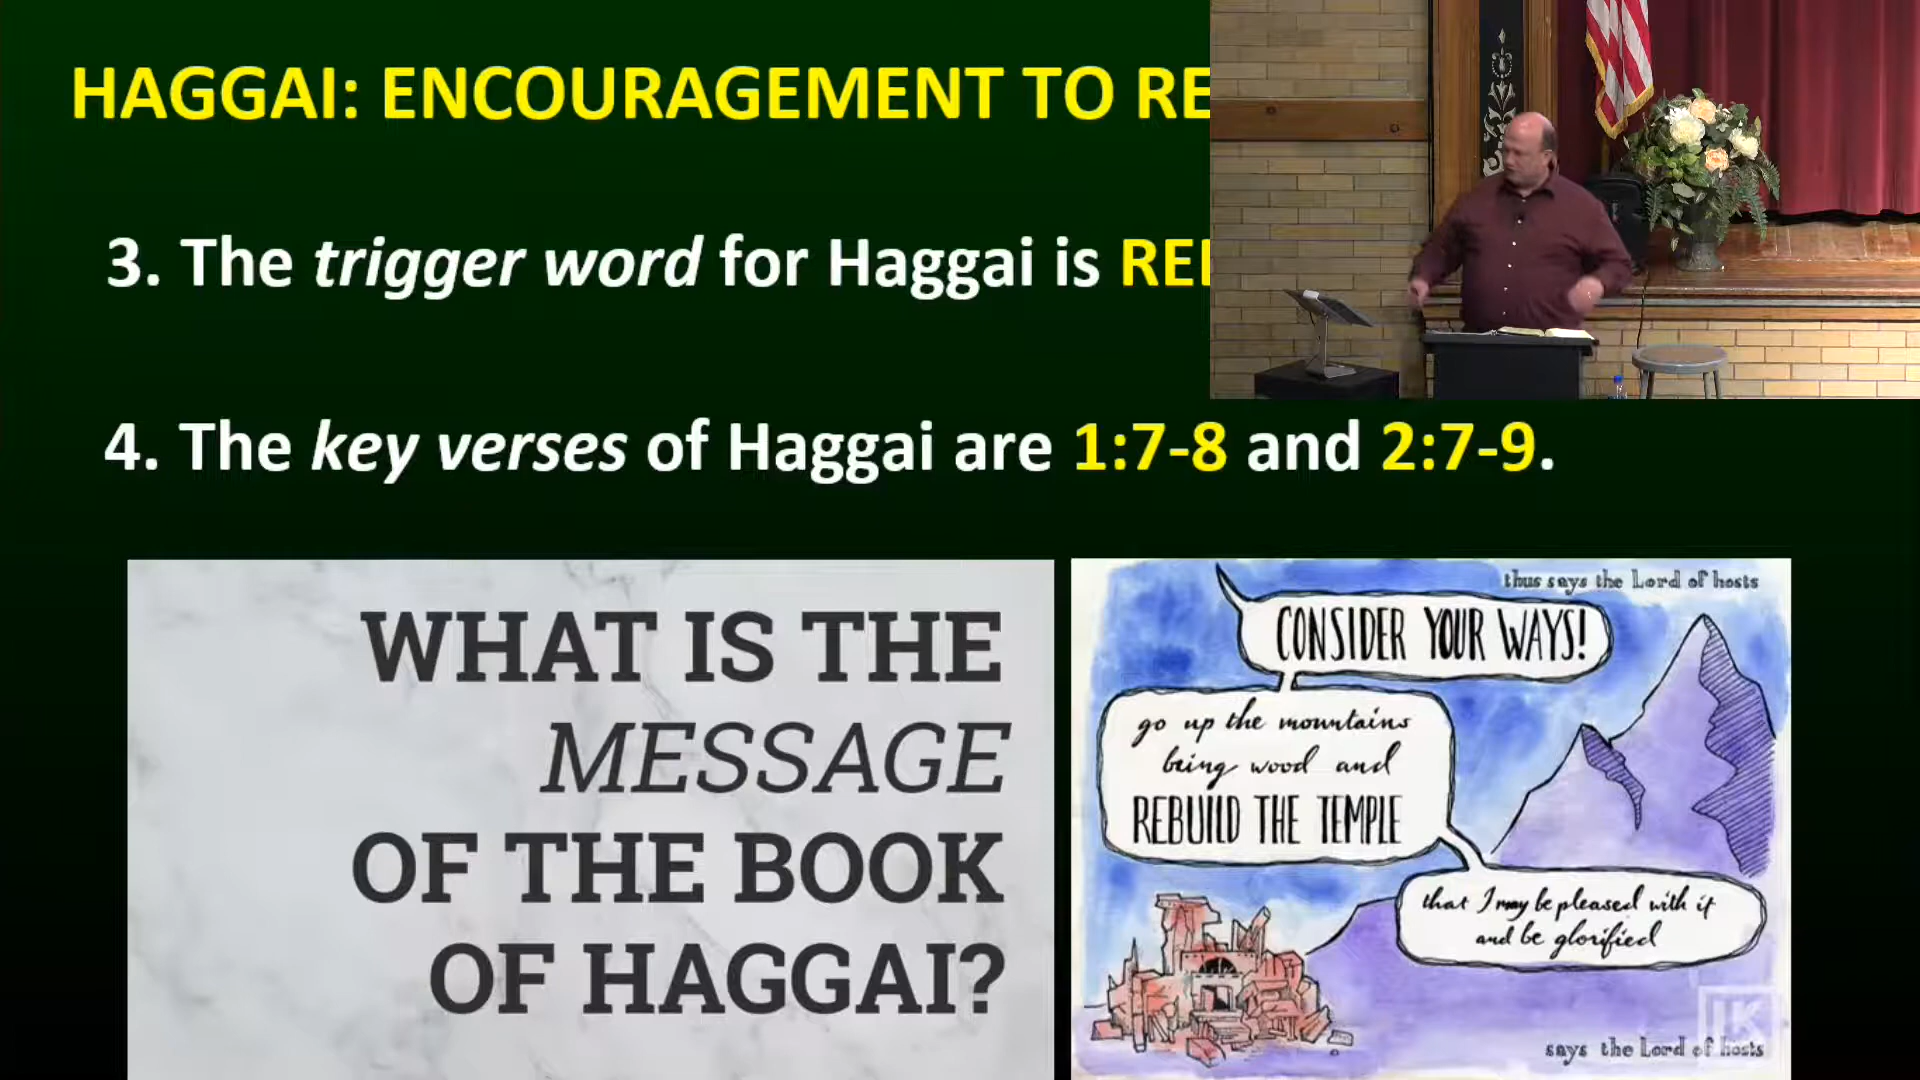 HAGGAI: ENCOURAGEMENT TO
3. The trigger word for Haggai is
4. The key verses of Haggai are 1:7-8 and 2:7-9.
WHAT IS THE
MESSAGE
OF THE BOOK
OF HAGGAI?
thus says the Lord of hosts
CONSIDER YOUR WAYS!
go up the mountains
being wood and
REBUILD THE TEMPLE
that I may be pleased with it
and be glorified
says the Lord of hosts